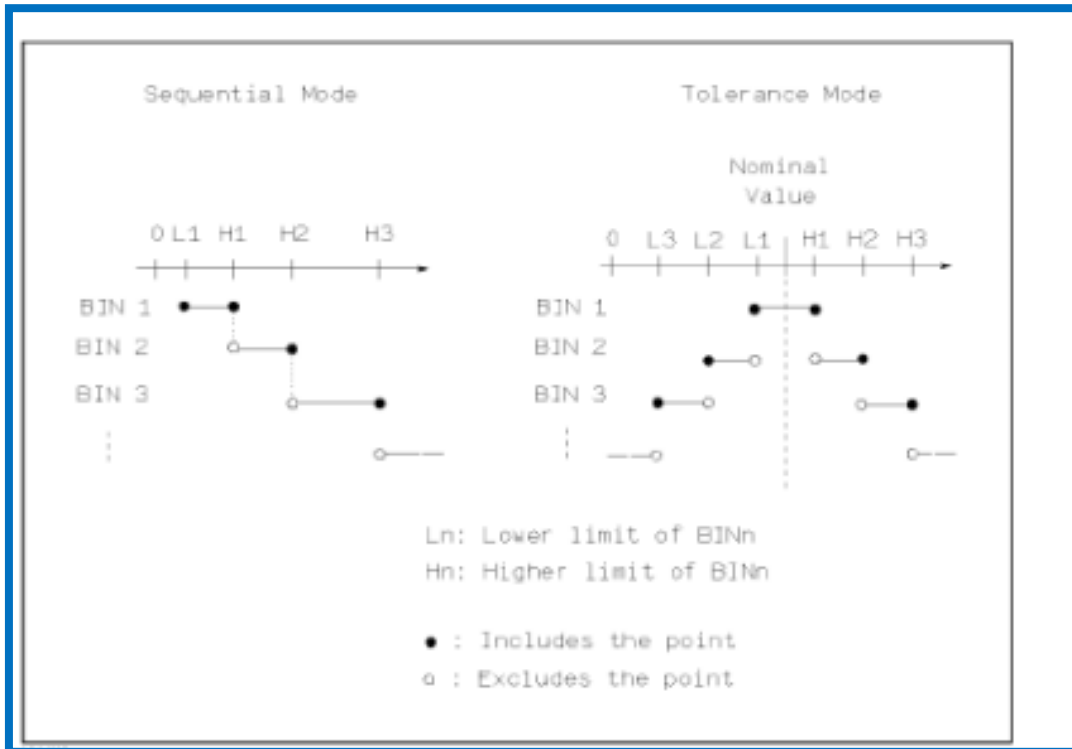 Sequential Mode
Tolerance Mode
Nominal
Value
0 L1 H1 H2 H3
0 L3 L2 L1 H1 H2 H3
BIN 1
BIN 2
BIN 3
BIN 1
BIN 2
BIN 3
Ln: Lower limit of BINn
Hn: Higher limit of BINn
● : Includes the point
○ : Excludes the point